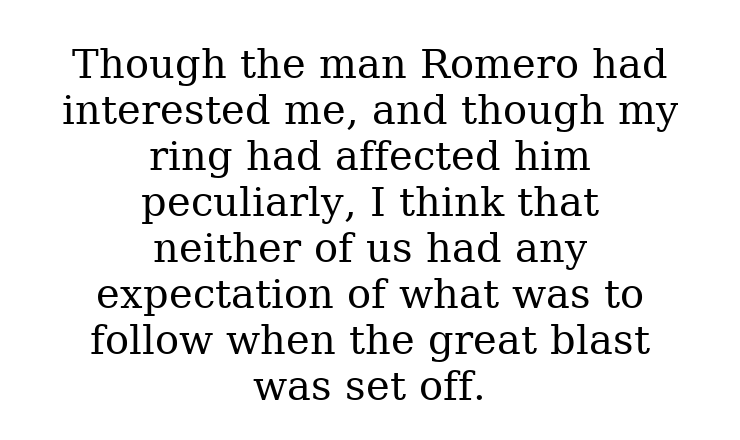 Though the man Romero had
interested me, and though my
ring had affected him
peculiarly, I think that
neither of us had any
expectation of what was to
follow when the great blast
was set off.